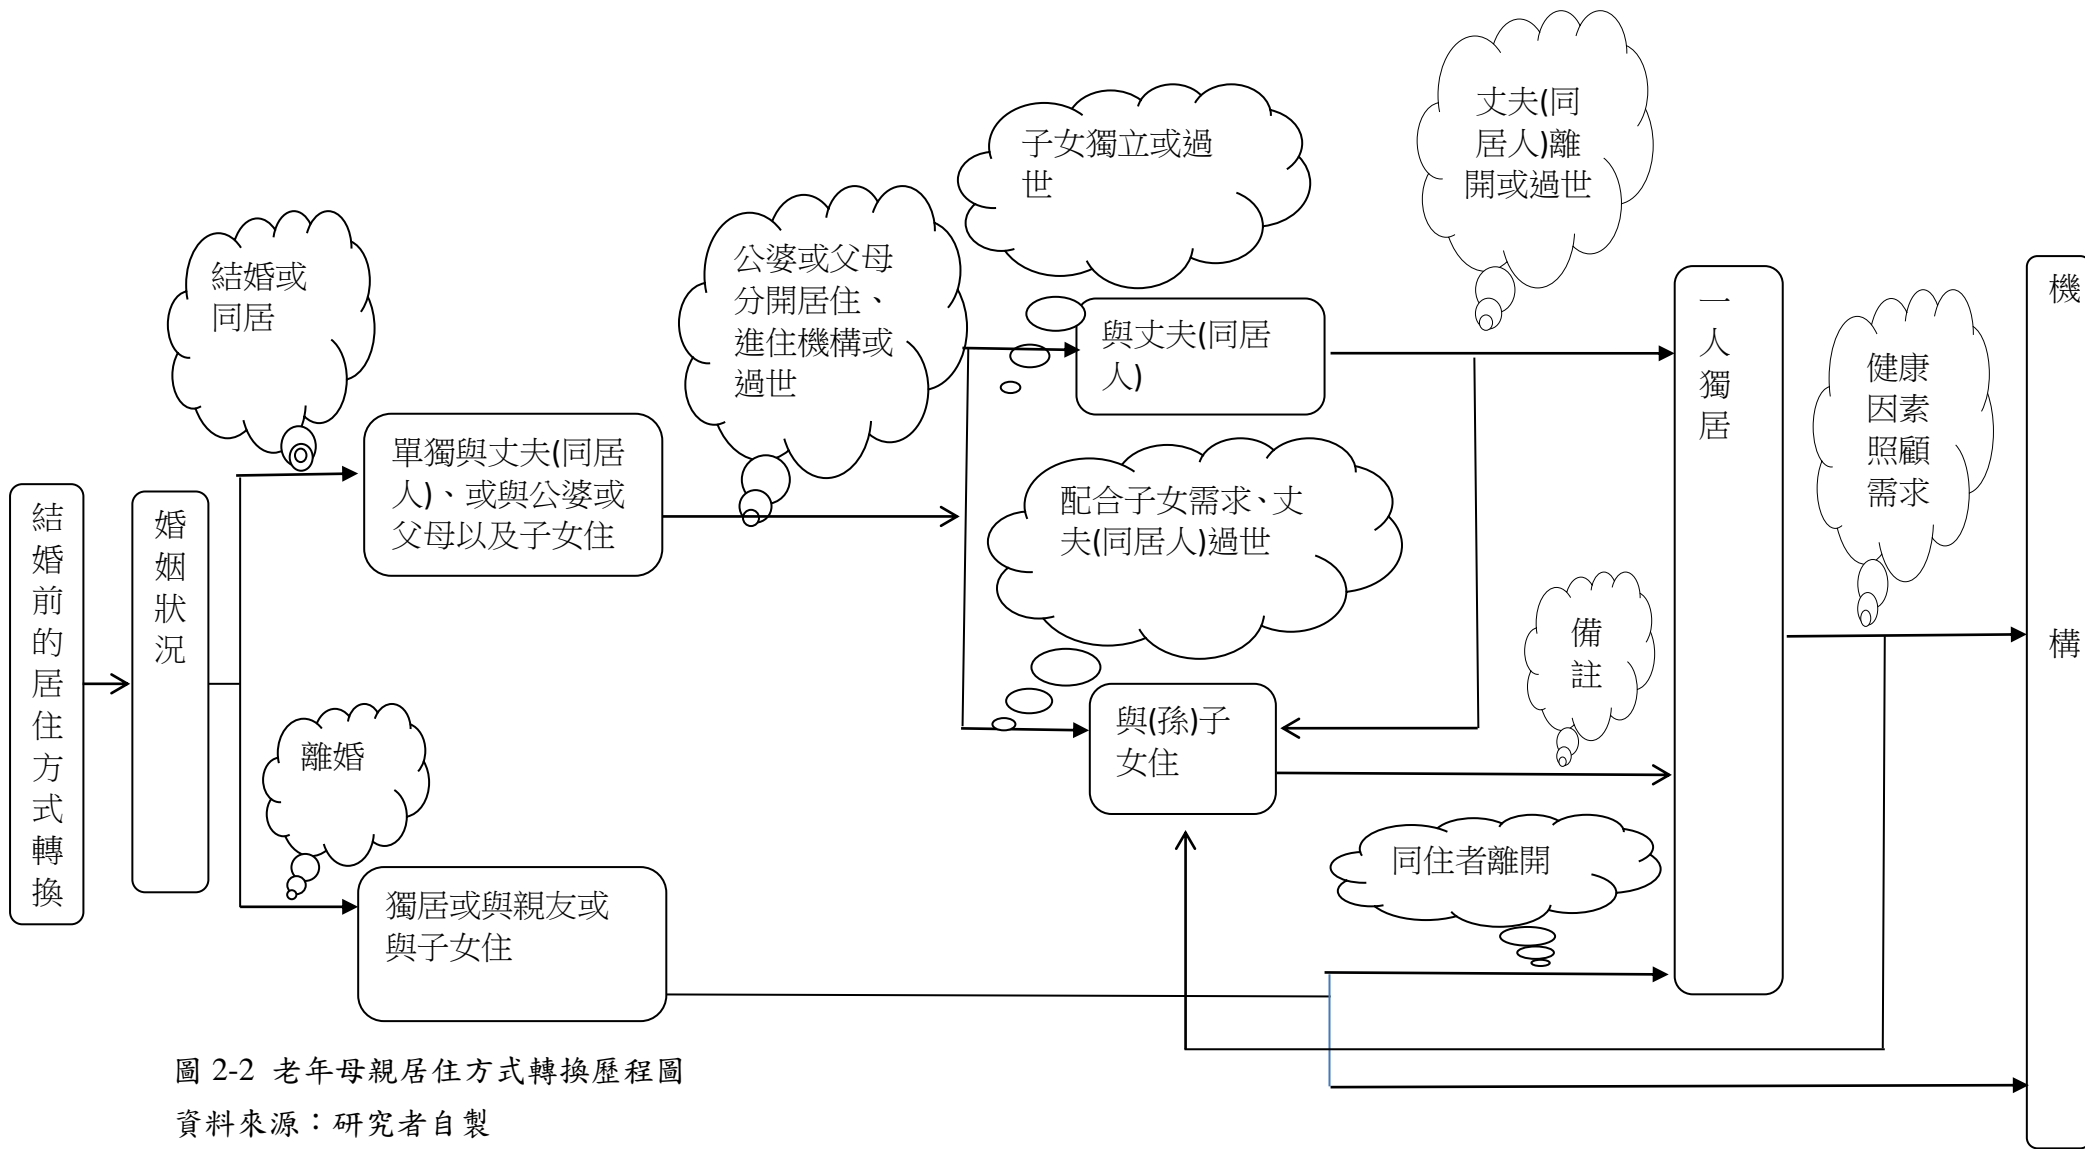 結婚前的居住方式轉換
婚姻狀況
結婚或
同居
單獨與丈夫(同居
人)、或與公婆或
父母以及子女住
離婚
獨居或與親友或
與子女住
公婆或父母
分開居住、
進住機構或
過世
子女獨立或過
世
與丈夫(同居
人)
配合子女需求、丈
夫(同居人)過世
與(孫)子
女住
丈夫(同
居人)離
開或過世
備
註
同住者離開
一人獨居
健康
因素
照顧
需求
機構
圖 2-2 老年母親居住方式轉換歷程圖
資料來源：研究者自製